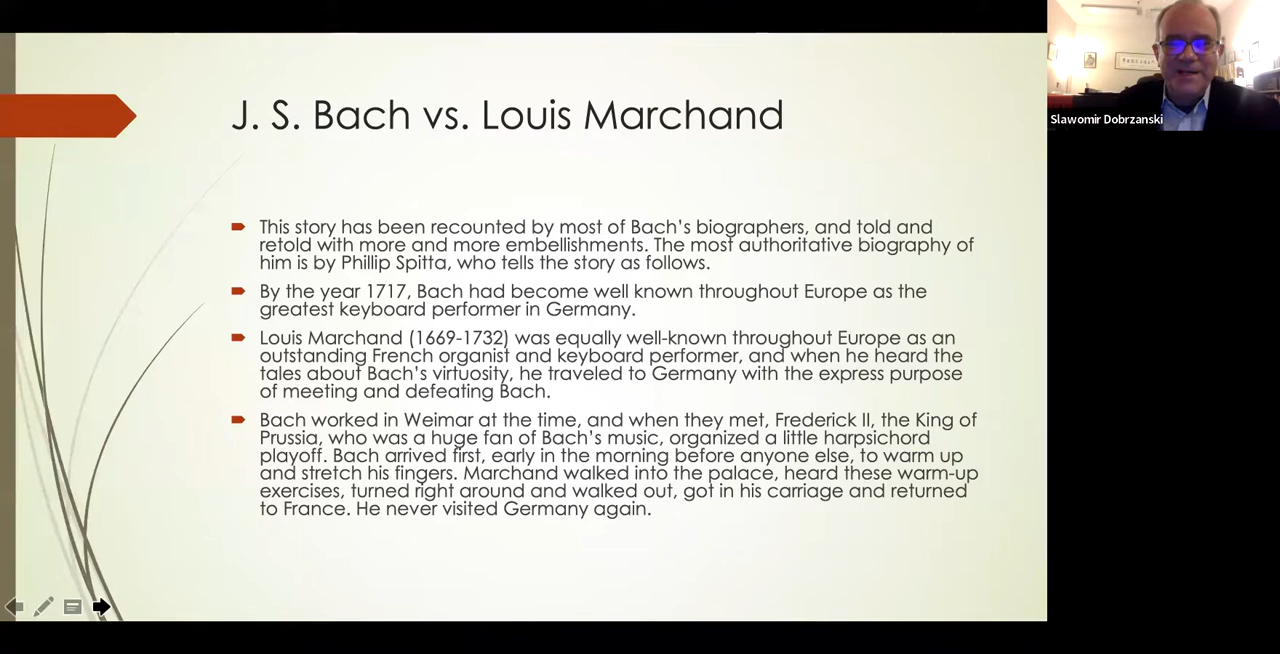 J. S. Bach vs. Louis Marchand
This story has been recounted by most of Bach's biographers, and told and
retold with more and more embellishments. The most authoritative biography of
him is by Phillip Spitta, who tells the story as follows.
By the year 1717, Bach had become well known throughout Europe as the
greatest keyboard performer in Germany.
Louis Marchand (1669-1732) was equally well-known throughout Europe as an
outstanding French organist and keyboard performer, and when he heard the
tales about Bach's virtuosity, he traveled to Germany with the express purpose
of meeting and defeating Bach.
Bach worked in Weimar at the time, and when they met, Frederick II, the King of
Prussia, who was a huge fan of Bach's music, organized a little harpsichord
playoff. Bach arrived first, early in the morning before anyone else, to warm up
and stretch his fingers. Marchand walked into the palace, heard these warm-up
exercises, turned right around and walked out, got in his carriage and returned
to France. He never visited Germany again.
Slawomir Dobrzanski